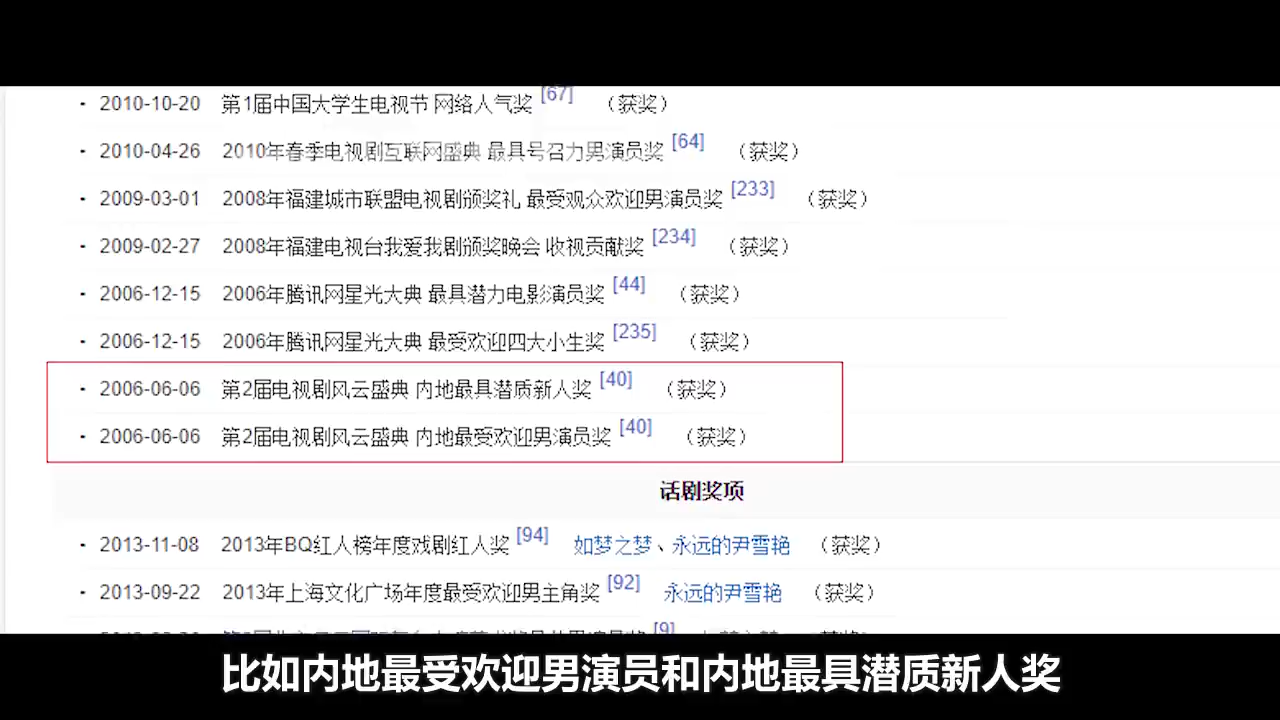 · 2010-10-20 第1届中国大学生电视节 网络人气奖 [67] （获奖）
· 2010-04-26 2010年春季电视剧互联网盛典 最具号召力男演员奖 [64] （获奖）
· 2009-03-01 2008年福建城市联盟电视剧颁奖礼 最受观众欢迎男演员奖 [233] （获奖）
· 2009-02-27 2008年福建电视台我爱我剧颁奖晚会 收视贡献奖 [234] （获奖）
· 2006-12-15 2006年腾讯网星光大典 最具潜力电影演员奖 [44] （获奖）
· 2006-12-15 2006年腾讯网星光大典 最受欢迎四大小生奖 [235] （获奖）
· 2006-06-06 第2届电视剧风云盛典 内地最具潜质新人奖 [40] （获奖）
· 2006-06-06 第2届电视剧风云盛典 内地最受欢迎男演员奖 [40] （获奖）
话剧奖项
· 2013-11-08 2013年BQ红人榜年度戏剧红人奖 [94] 如梦之梦、永远的尹雪艳 （获奖）
· 2013-09-22 2013年上海文化广场年度最受欢迎男主角奖 [92] 永远的尹雪艳 （获奖）
[9]
比如内地最受欢迎男演员和内地最具潜质新人奖